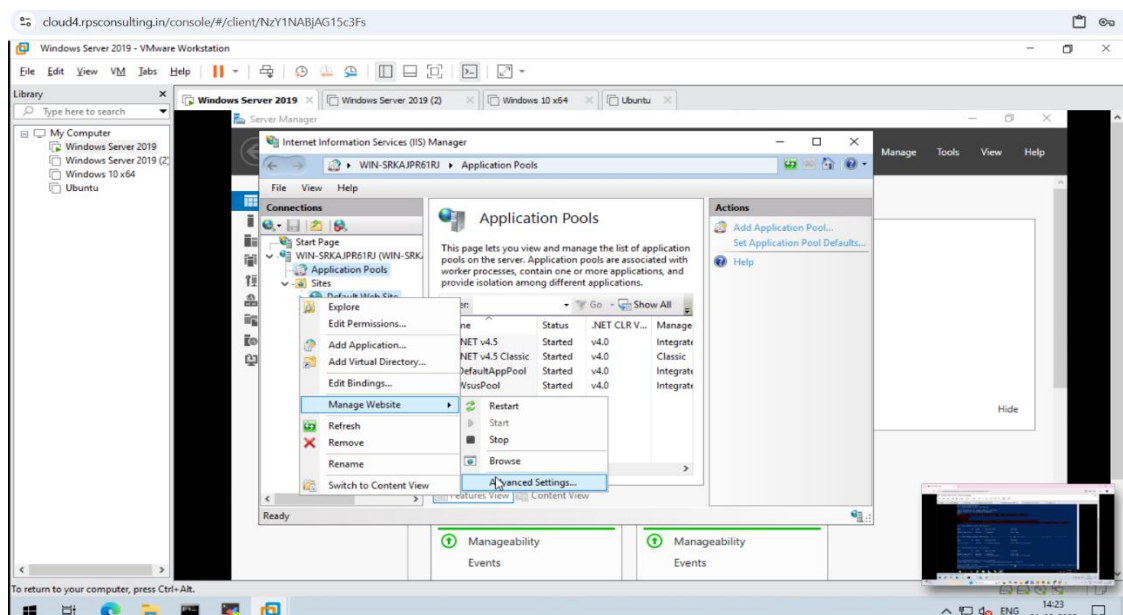 cloud4.rpsconsulting.in/console/#/client/NzY1NABjAG15c3Fs
Windows Server 2019 - VMware Workstation
File Edit View VM Tabs Help
Library
Type here to search
My Computer
Windows Server 2019
Windows Server 2019 (2)
Windows 10 x64
Ubuntu
Windows Server 2019
Windows Server 2019 (2)
Windows 10 x64
Ubuntu
Server Manager
Manage Tools View Help
Internet Information Services (IIS) Manager
WIN-SRKAJPR61RJ Application Pools
File View Help
Connections
Start Page
WIN-SRKAJPR61RJ (WIN-SRKA
Application Pools
Sites
Default Web Site
Explore
Edit Permissions...
Add Application...
Add Virtual Directory...
Edit Bindings...
Manage Website
Refresh
Remove
Rename
Switch to Content View
Restart
Start
Stop
Browse
Advanced Settings...
Application Pools
This page lets you view and manage the list of application
pools on the server. Application pools are associated with
worker processes, contain one or more applications, and
provide isolation among different applications.
Go Show All
Status .NET CLR V... Manage
.NET v4.5 Started v4.0 Integrate
.NET v4.5 Classic Started v4.0 Classic
DefaultAppPool Started v4.0 Integrate
WsusPool Started v4.0 Integrate
Features View Content View
Actions
Add Application Pool...
Set Application Pool Defaults...
Help
Ready
Hide
Manageability
Events
Manageability
Events
To return to your computer, press Ctrl+Alt.
ENG
14:23